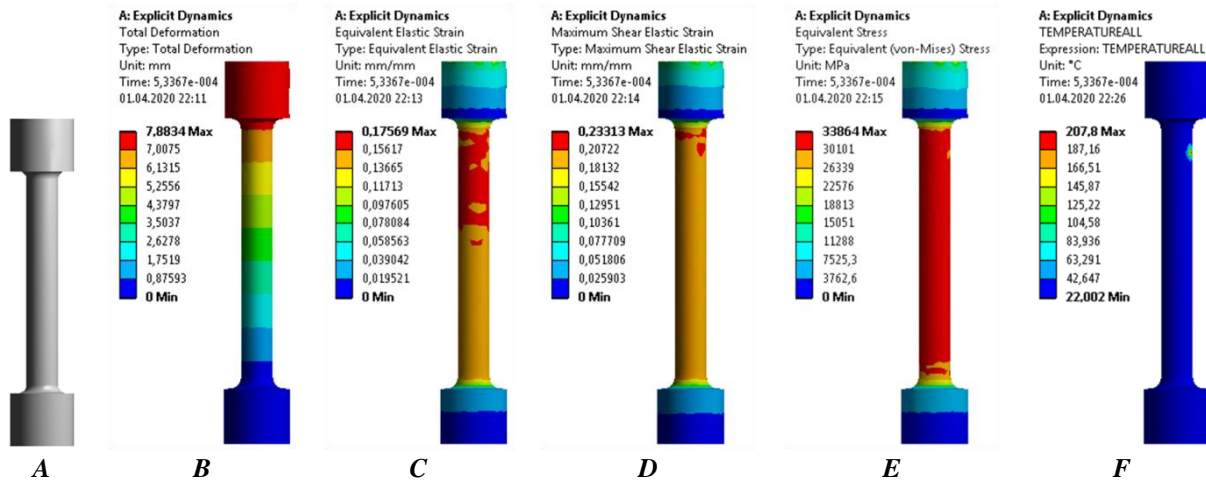 A: Explicit Dynamics
Total Deformation
Type: Total Deformation
Unit: mm
Time: 5,3367e-004
01.04.2020 22:11
7,8834 Max
7,0075
6,1315
5,2556
4,3797
3,5037
2,6278
1,7519
0,87593
0 Min
A: Explicit Dynamics
Equivalent Elastic Strain
Type: Equivalent Elastic Strain
Unit: mm/mm
Time: 5,3367e-004
01.04.2020 22:13
0,17569 Max
0,15617
0,13665
0,11713
0,097605
0,078084
0,058563
0,039042
0,019521
0 Min
A: Explicit Dynamics
Maximum Shear Elastic Strain
Type: Maximum Shear Elastic Strain
Unit: mm/mm
Time: 5,3367e-004
01.04.2020 22:14
0,23313 Max
0,20722
0,18132
0,15542
0,12951
0,10361
0,077709
0,051806
0,025903
0 Min
A: Explicit Dynamics
Equivalent Stress
Type: Equivalent (von-Mises) Stress
Unit: MPa
Time: 5,3367e-004
01.04.2020 22:15
33864 Max
30101
26339
22576
18813
15051
11288
7525,3
3762,6
0 Min
A: Explicit Dynamics
TEMPERATUREALL
Expression: TEMPERATUREALL
Unit: °C
Time: 5,3367e-004
01.04.2020 22:26
207,8 Max
187,16
166,51
145,87
125,22
104,58
83,936
63,291
42,647
22,002 Min
A B C D E F